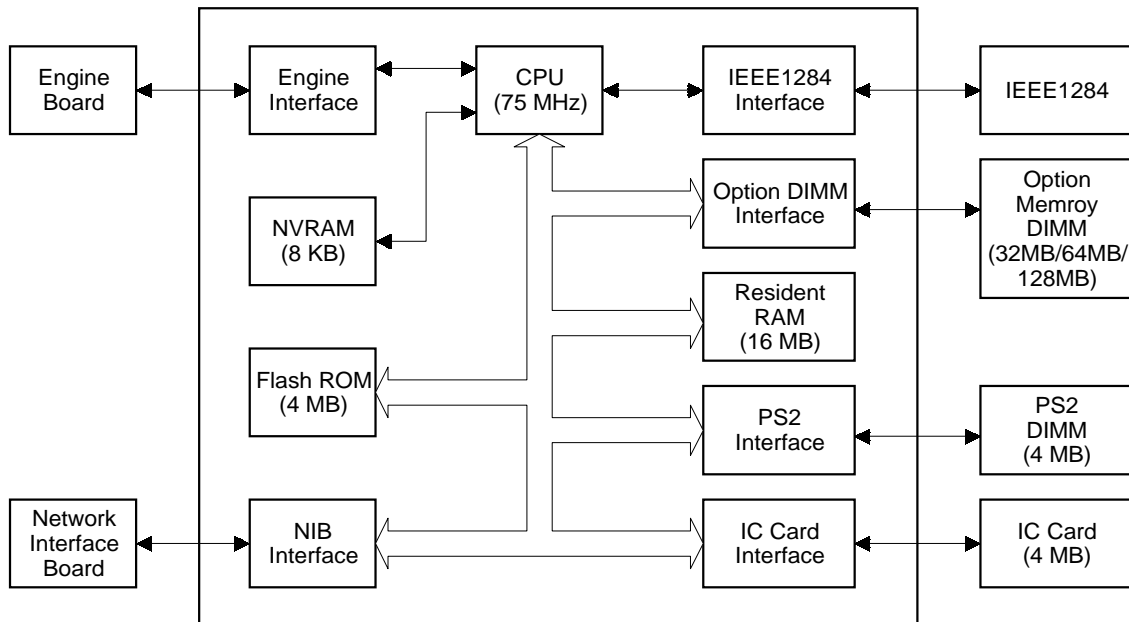 Engine
Board
Engine
Interface
CPU
(75 MHz)
IEEE1284
Interface
IEEE1284
NVRAM
(8 KB)
Option DIMM
Interface
Option
Memroy
DIMM
(32MB/64MB/
128MB)
Resident
RAM
(16 MB)
Flash ROM
(4 MB)
PS2
Interface
PS2
DIMM
(4 MB)
Network
Interface
Board
NIB
Interface
IC Card
Interface
IC Card
(4 MB)